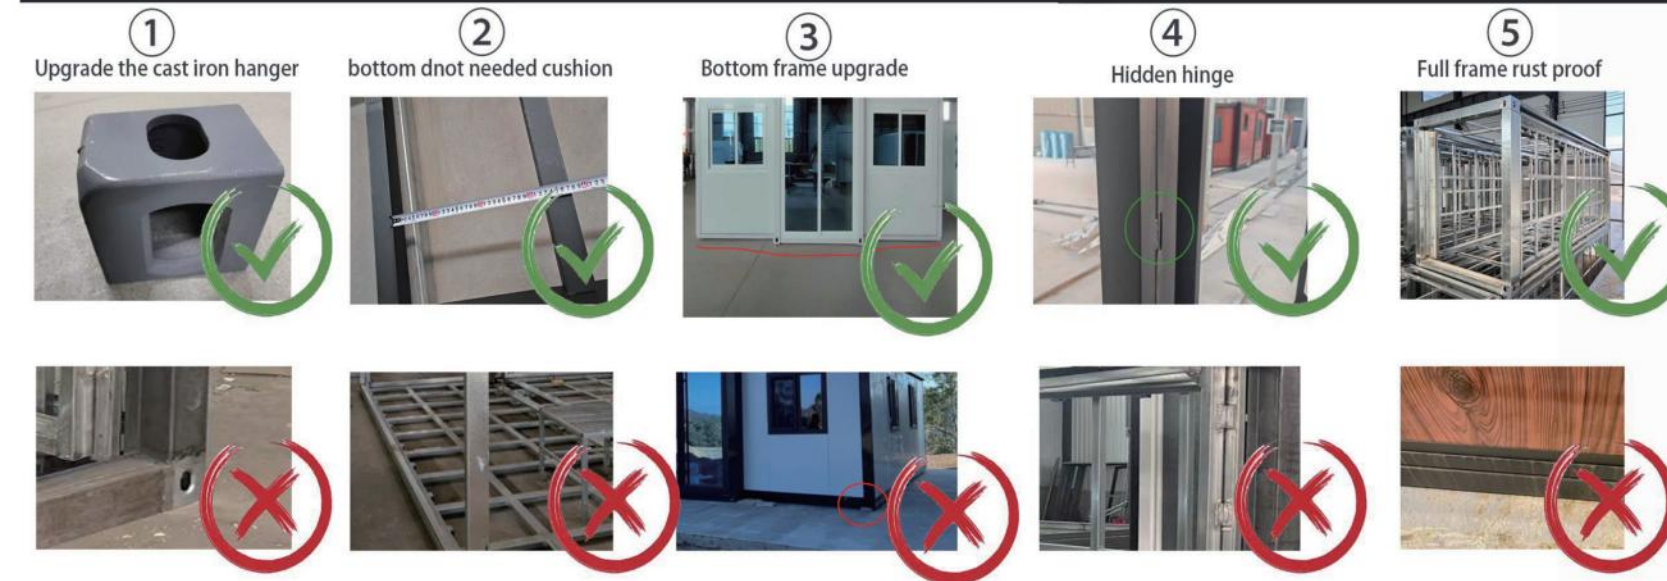 1
Upgrade the cast iron hanger
2
bottom dnot needed cushion
3
Bottom frame upgrade
4
Hidden hinge
5
Full frame rust proof